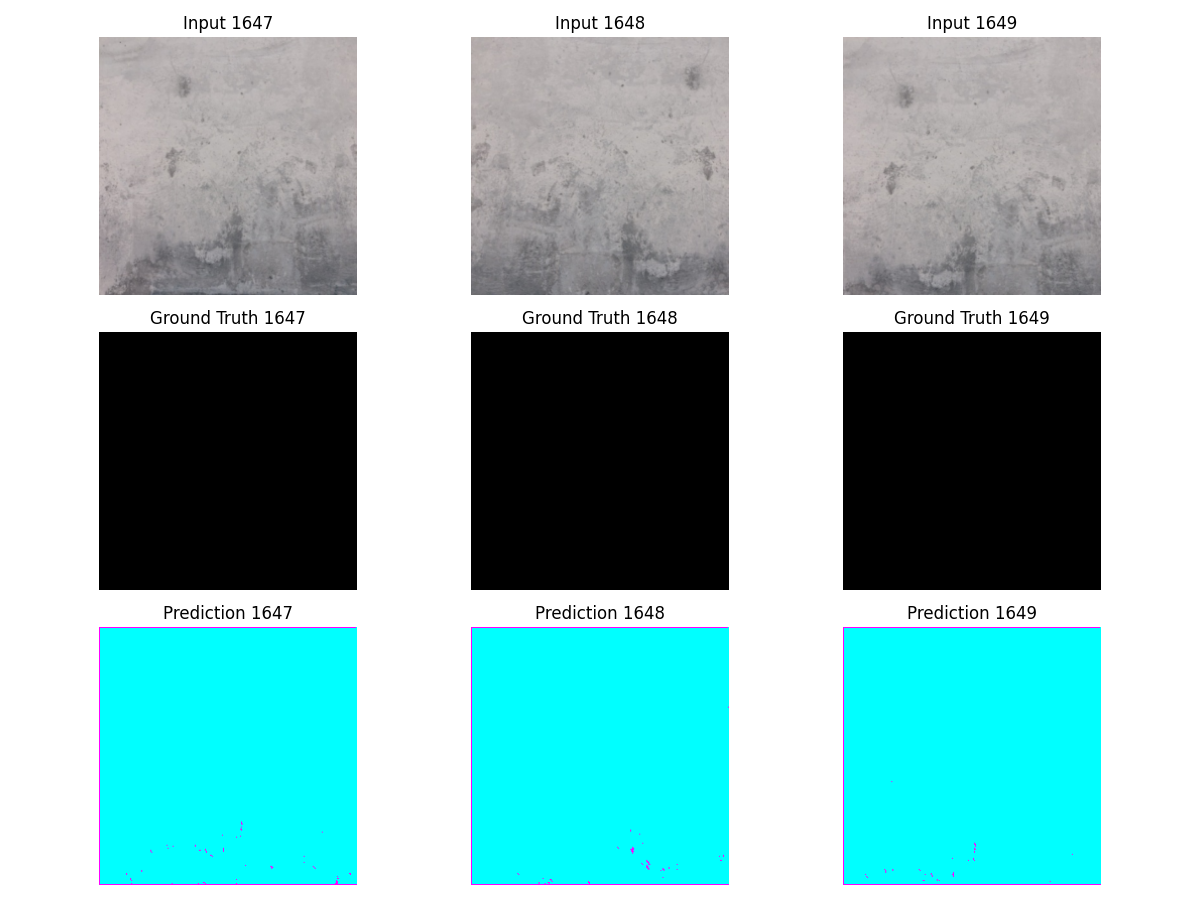 Input 1647
Input 1648
Input 1649
Ground Truth 1647
Ground Truth 1648
Ground Truth 1649
Prediction 1647
Prediction 1648
Prediction 1649